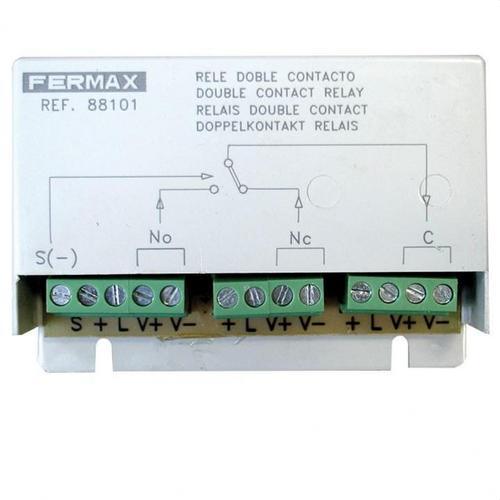 FERMAX
REF. 88101
RELE DOBLE CONTACTO
DOUBLE CONTACT RELAY
RELAIS DOUBLE CONTACT
DOPPELKONTAKT RELAIS
S(-)
No
Nc
C
S + L V+ V-
+ L V+ V-
+ L V+ V-